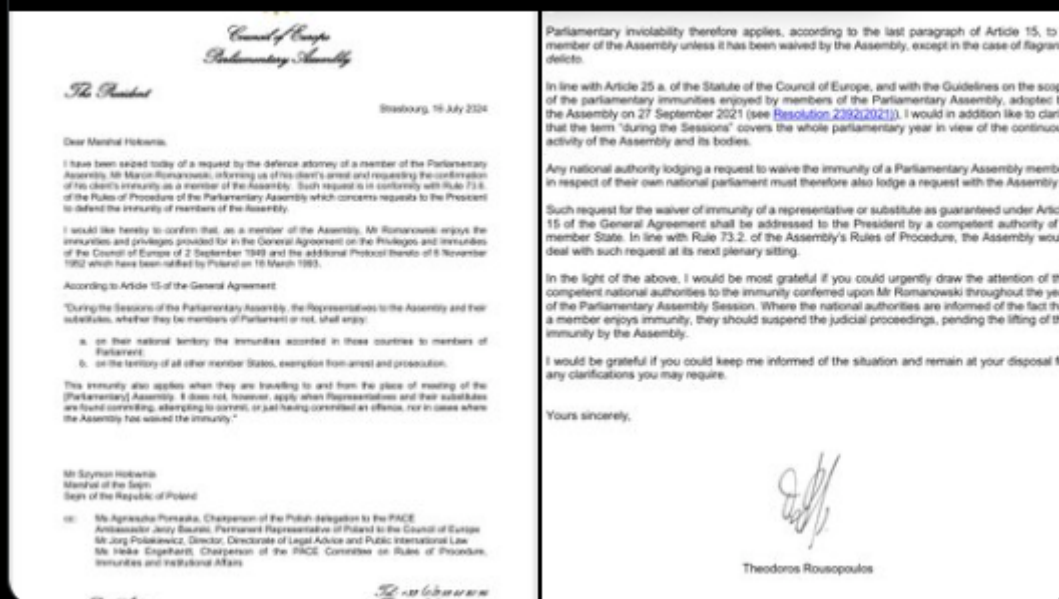 Council of Europe
Parliamentary Assembly
The President
Strasbourg, 16 July 2024
Dear Marshal Hołownia,
I have been seized today of a request by the defence attorney of a member of the Parliamentary
Assembly, Mr Marcin Romanowski, informing us of his client's arrest and requesting the confirmation
of his client's immunity as a member of the Assembly. Such request is in conformity with Rule 73.6.
of the Rules of Procedure of the Parliamentary Assembly which concerns requests to the President
to defend the immunity of members of the Assembly.
I would like hereby to confirm that, as a member of the Assembly, Mr Romanowski enjoys the
immunities and privileges provided for in the General Agreement on the Privileges and Immunities
of the Council of Europe of 2 September 1949 and the additional Protocol thereto of 6 November
1952 which have been ratified by Poland on 16 March 1993.
According to Article 15 of the General Agreement:
"During the Sessions of the Parliamentary Assembly, the Representatives to the Assembly and their
substitutes, whether they be members of Parliament or not, shall enjoy:
a. on their national territory the immunities accorded in those countries to members of
Parliament;
b. on the territory of all other member States, exemption from arrest and prosecution.
This immunity also applies when they are travelling to and from the place of meeting of the
[Parliamentary] Assembly. It does not, however, apply when Representatives and their substitutes
are found committing, attempting to commit, or just having committed an offence, nor in cases where
the Assembly has waived the immunity."
Mr Szymon Hołownia
Marshal of the Sejm
Sejm of the Republic of Poland
cc: Ms Agnieszka Pomaska, Chairperson of the Polish delegation to the PACE
Ambassador Jerzy Baurski, Permanent Representative of Poland to the Council of Europe
Mr Jorg Polakiewicz, Director, Directorate of Legal Advice and Public International Law
Ms Heike Engelhardt, Chairperson of the PACE Committee on Rules of Procedure,
Immunities and Institutional Affairs
Parliamentary inviolability therefore applies, according to the last paragraph of Article 15, to
member of the Assembly unless it has been waived by the Assembly, except in the case of flagran
delicto.
In line with Article 25 a. of the Statute of the Council of Europe, and with the Guidelines on the scop
of the parliamentary immunities enjoyed by members of the Parliamentary Assembly, adopted b
the Assembly on 27 September 2021 (see Resolution 2392(2021)), I would in addition like to clari
that the term "during the Sessions" covers the whole parliamentary year in view of the continuo
activity of the Assembly and its bodies.
Any national authority lodging a request to waive the immunity of a Parliamentary Assembly membe
in respect of their own national parliament must therefore also lodge a request with the Assembly
Such request for the waiver of immunity of a representative or substitute as guaranteed under Artic
15 of the General Agreement shall be addressed to the President by a competent authority of
member State. In line with Rule 73.2. of the Assembly's Rules of Procedure, the Assembly wou
deal with such request at its next plenary sitting.
In the light of the above, I would be most grateful if you could urgently draw the attention of th
competent national authorities to the immunity conferred upon Mr Romanowski throughout the ye
of the Parliamentary Assembly Session. Where the national authorities are informed of the fact th
a member enjoys immunity, they should suspend the judicial proceedings, pending the lifting of th
immunity by the Assembly.
I would be grateful if you could keep me informed of the situation and remain at your disposal f
any clarifications you may require.
Yours sincerely,
Theodoros Rousopoulos